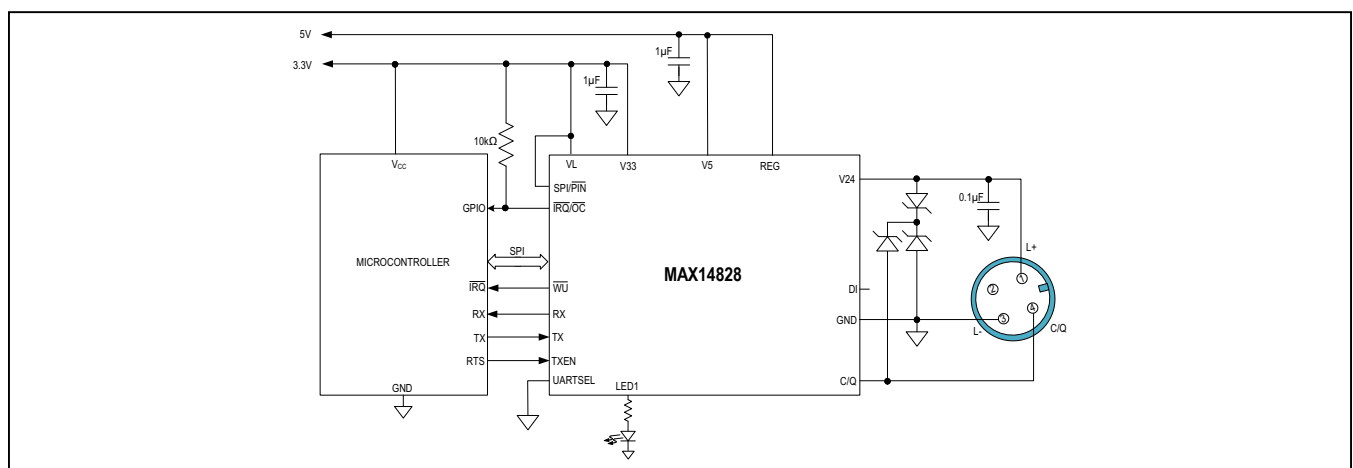 5V
1µF
3.3V
1µF
10kΩ
VCC
VL
V33
V5
REG
V24
SPI/PIN
0.1µF
GPIO
IRQ/OC
L+
SPI
MICROCONTROLLER
MAX14828
1
2
IRQ
WU
DI
4
RX
RX
GND
3
L-
C/Q
TX
TX
RTS
TXEN
GND
UARTSEL
LED1
C/Q